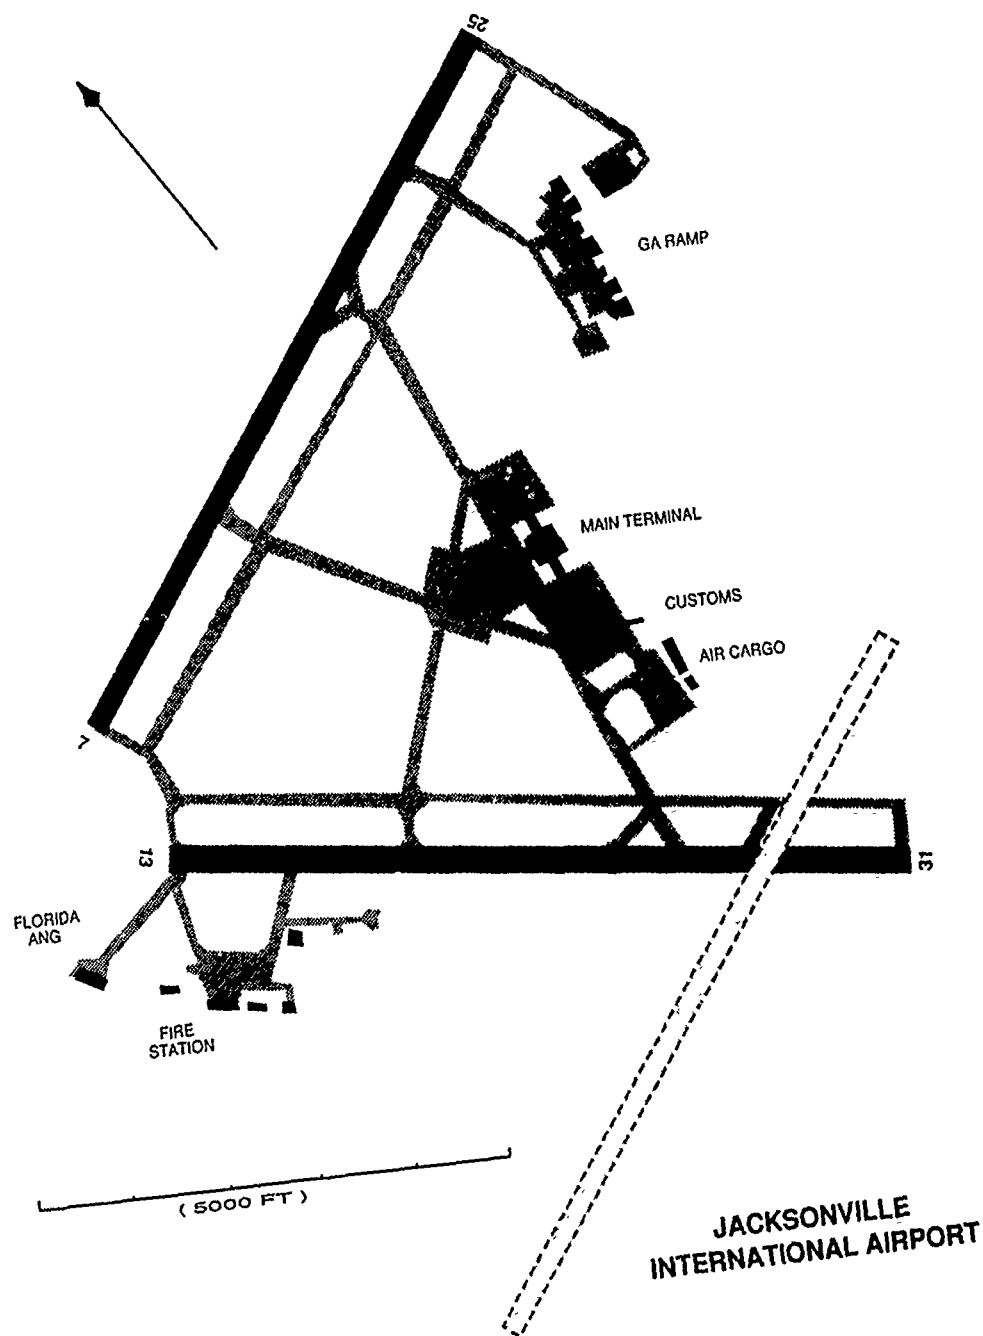 25
GA RAMP
MAIN TERMINAL
CUSTOMS
AIR CARGO
7
13
31
FLORIDA
ANG
FIRE
STATION
( 5000 FT )
JACKSONVILLE
INTERNATIONAL AIRPORT